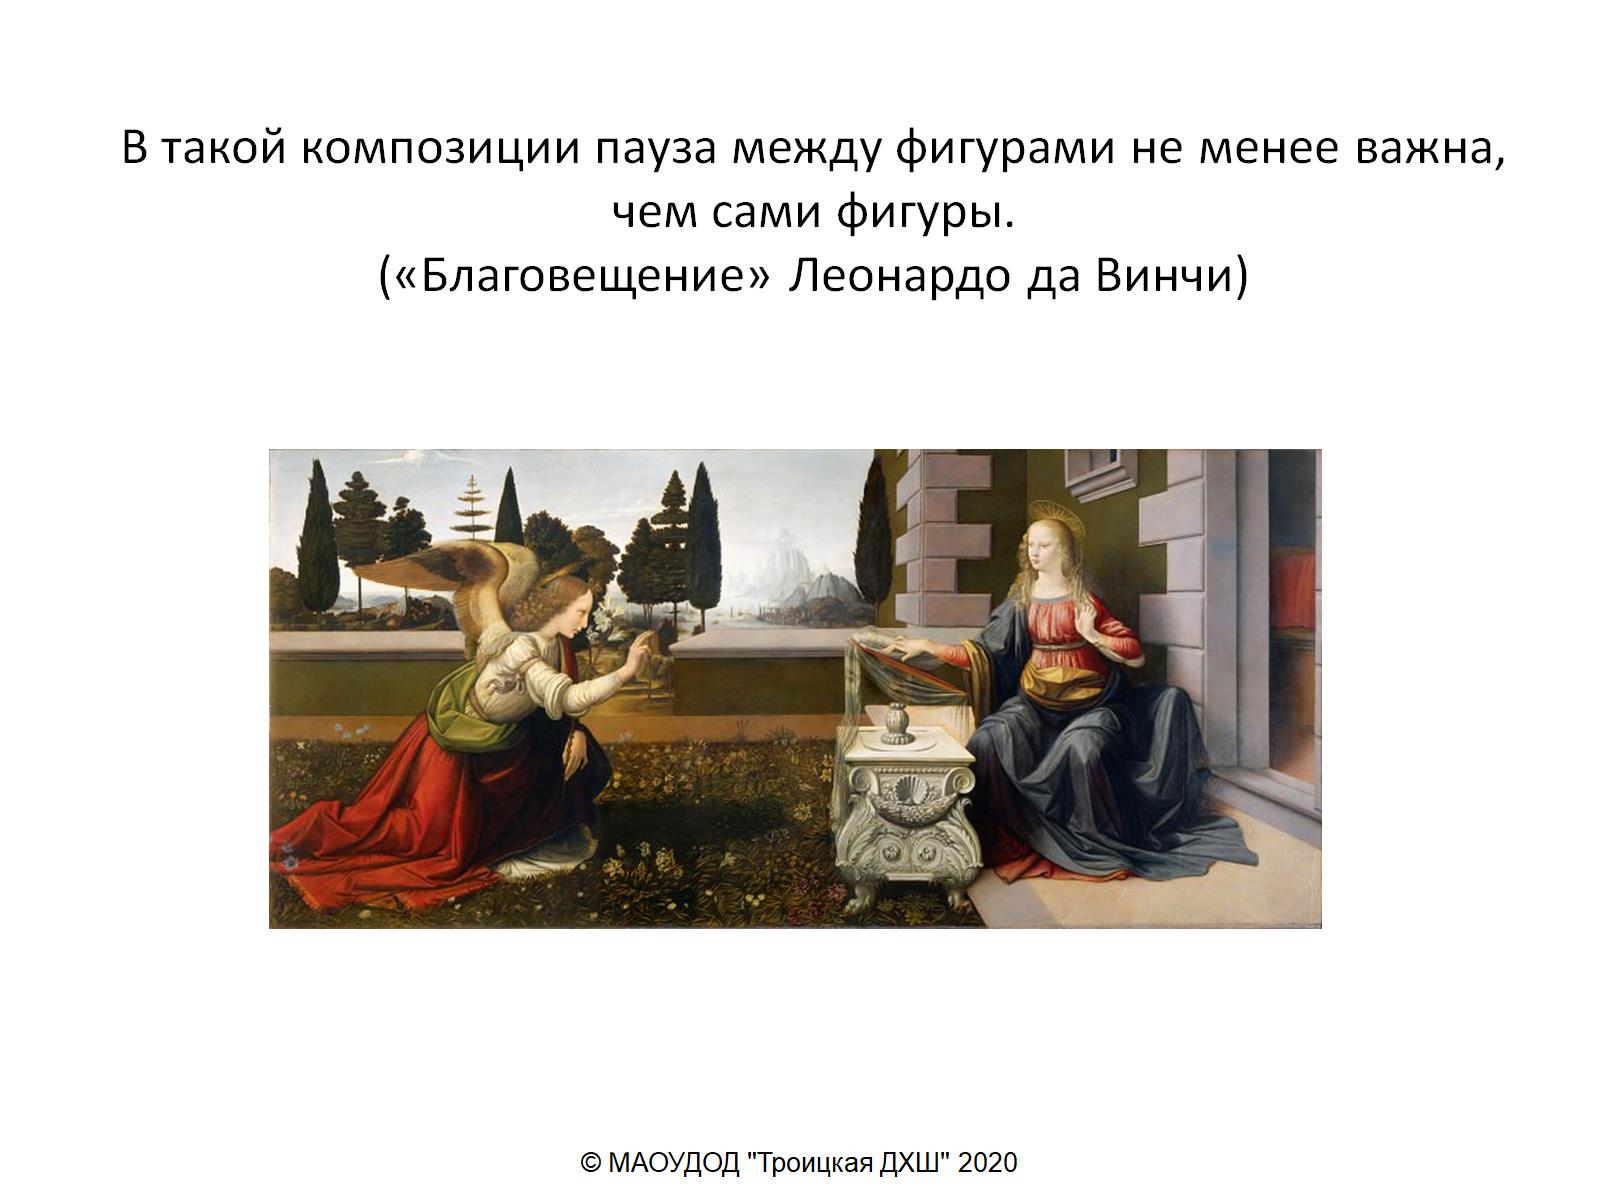 В такой композиции пауза между фигурами не менее важна,
чем сами фигуры.
(«Благовещение» Леонардо да Винчи)
© МАОУДОД "Троицкая ДХШ" 2020